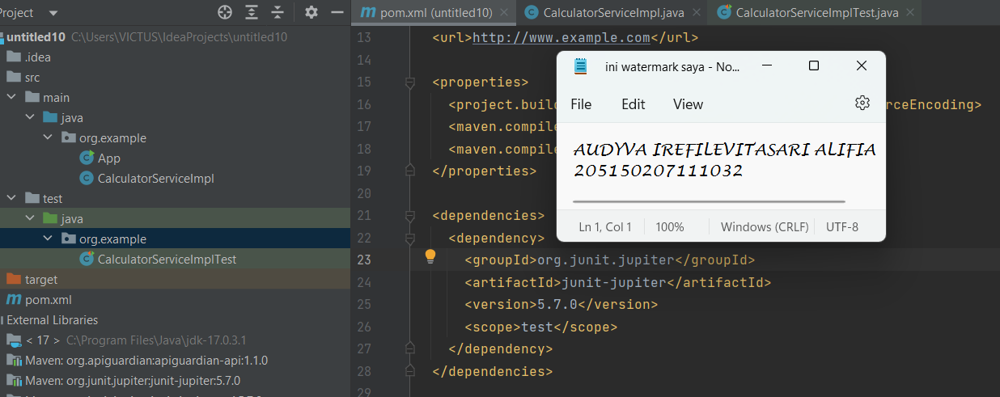 Project
untitled10 C:\Users\VICTUS\IdeaProjects\untitled10
.idea
src
main
java
org.example
App
CalculatorServiceImpl
test
java
org.example
CalculatorServiceImplTest
target
pom.xml
External Libraries
< 17 > C:\Program Files\Java\jdk-17.0.3.1
Maven: org.apiguardian:apiguardian-api:1.1.0
Maven: org.junit.jupiter:junit-jupiter:5.7.0
pom.xml (untitled10) CalculatorServiceImpl.java CalculatorServiceImplTest.java
13 <url>http://www.example.com</url>
14
15 <properties>
16 <project.buil rceEncoding>
17 <maven.compile
18 <maven.compile
19 </properties>
20
21 <dependencies>
22 <dependency>
23 <groupId>org.junit.jupiter</groupId>
24 <artifactId>junit-jupiter</artifactId>
25 <version>5.7.0</version>
26 <scope>test</scope>
27 </dependency>
28 </dependencies>
29
ini watermark saya - No...
File Edit View
AUDYVA IREFILEVITASARI ALIFIA
205150207111032
Ln 1, Col 1 100% Windows (CRLF) UTF-8